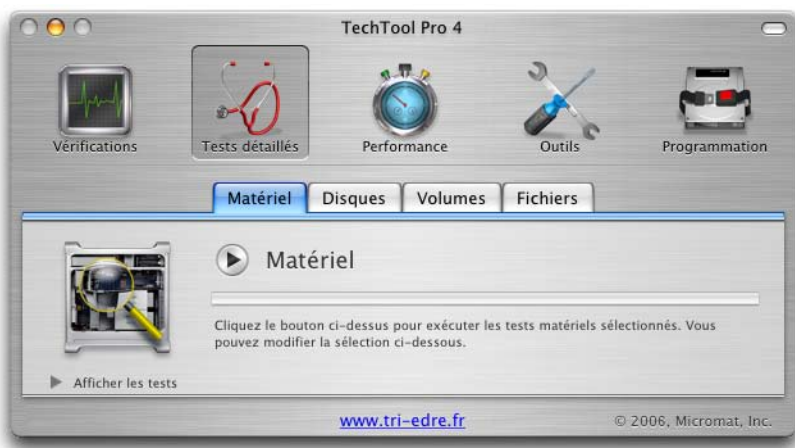 TechTool Pro 4
Vérifications
Tests détaillés
Performance
Outils
Programmation
Matériel
Disques
Volumes
Fichiers
Matériel
Cliquez le bouton ci-dessus pour exécuter les tests matériels sélectionnés. Vous
pouvez modifier la sélection ci-dessous.
Afficher les tests
www.tri-edre.fr
© 2006, Micromat, Inc.